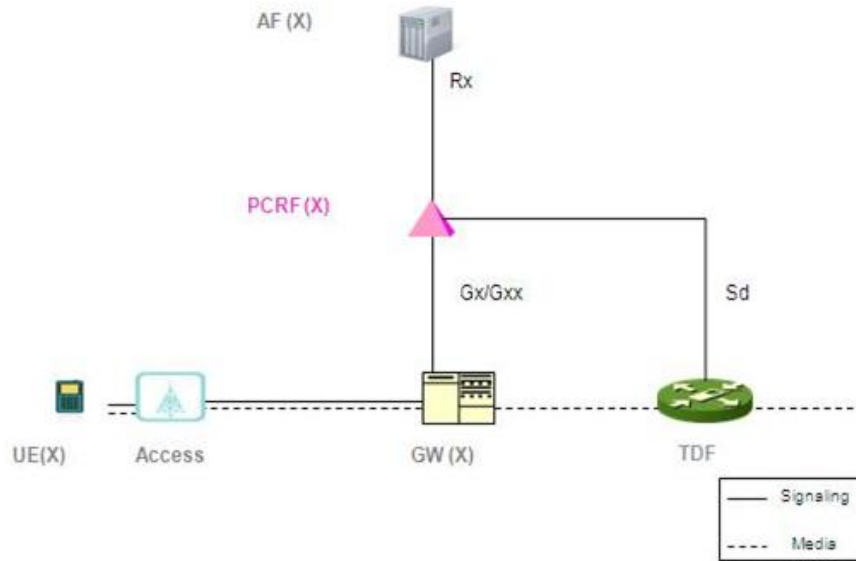 AF (X)
Rx
PCRF (X)
Gx/Gxx
Sd
UE(X)
Access
GW (X)
TDF
Signaling
Media